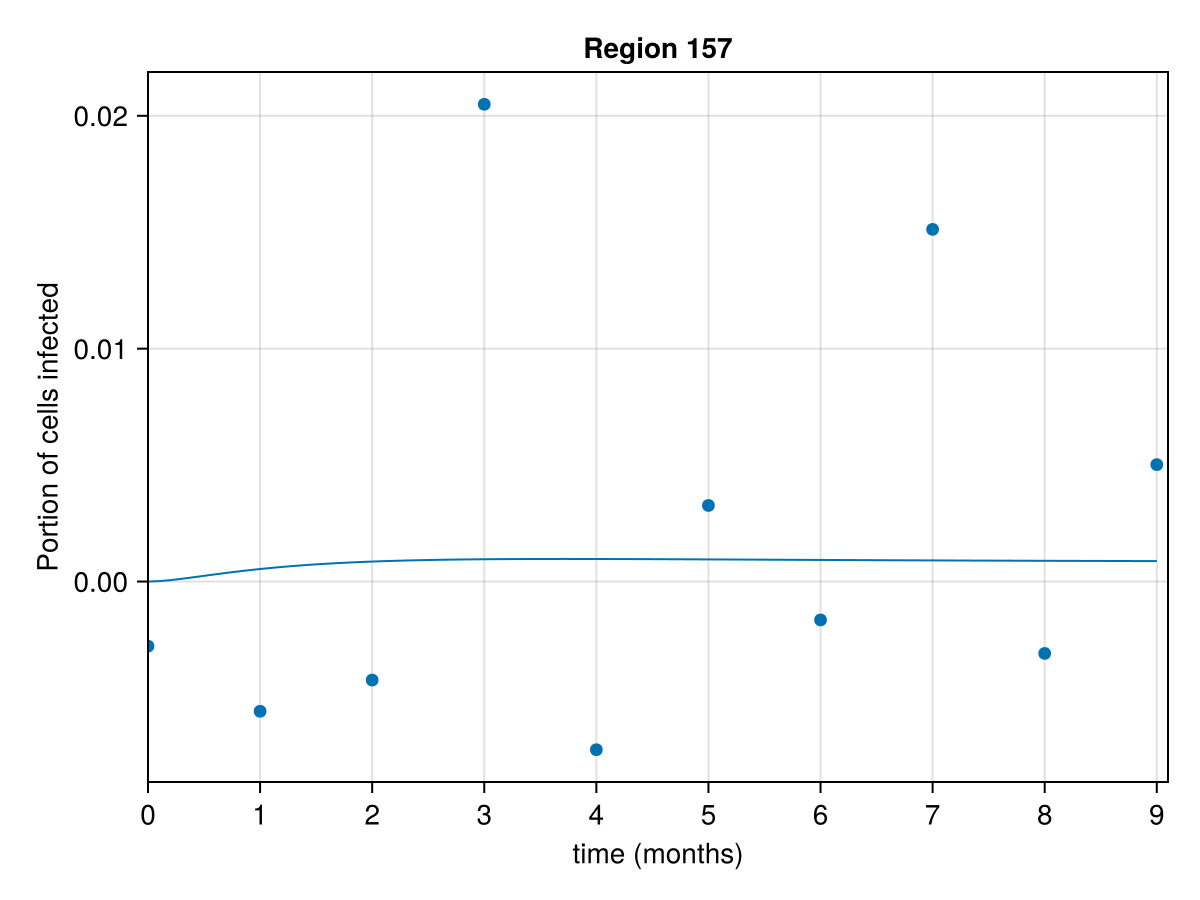 Region 157
Portion of cells infected
0.02
0.01
0.00
0 1 2 3 4 5 6 7 8 9
time (months)